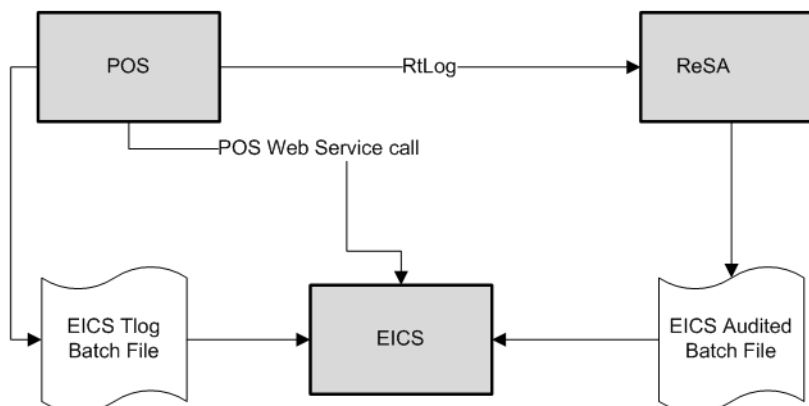 POS
RtLog
ReSA
POS Web Service call
EICS Tlog
Batch File
EICS
EICS Audited
Batch File